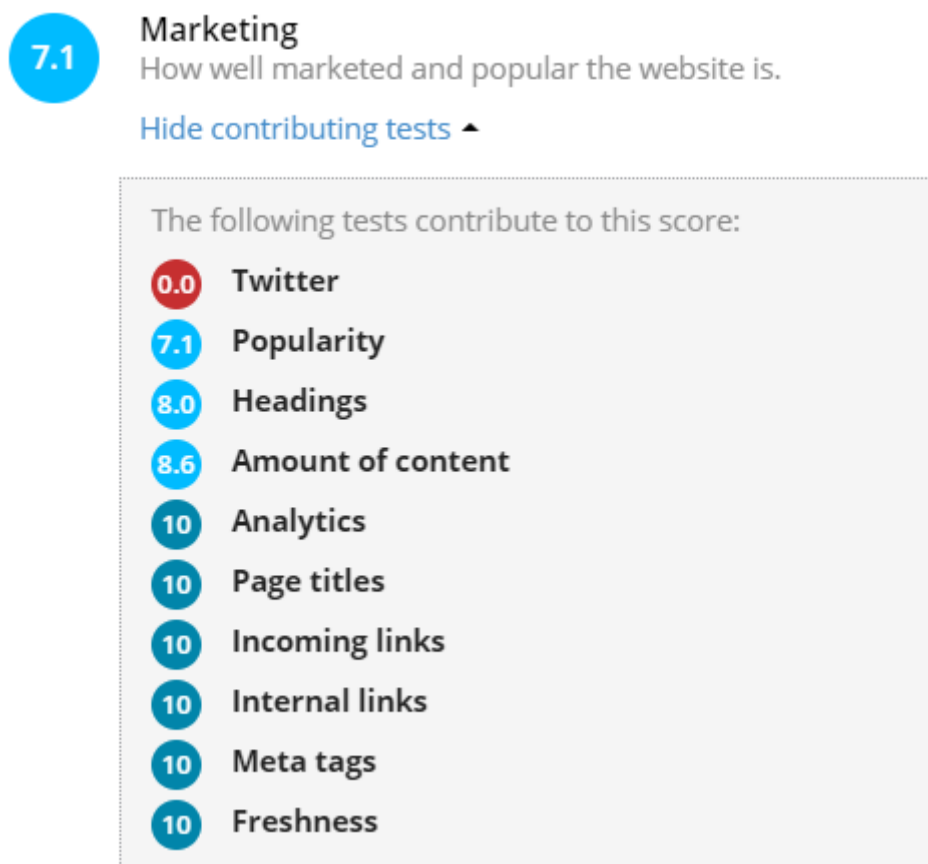 7.1
Marketing
How well marketed and popular the website is.
Hide contributing tests
The following tests contribute to this score:
0.0 Twitter
7.1 Popularity
8.0 Headings
8.6 Amount of content
10 Analytics
10 Page titles
10 Incoming links
10 Internal links
10 Meta tags
10 Freshness